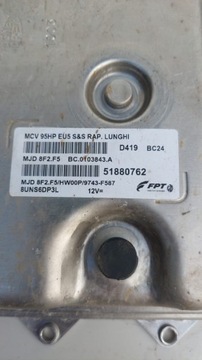 MCV 95HP EU5 S&S RAP. LUNGHI
D419 BC24
MJD 8F2.F5 BC.0103843.A
51880762
MJD 8F2.F5/HW00P/9743-F587
8UNS6DP3L 12V=
FPT